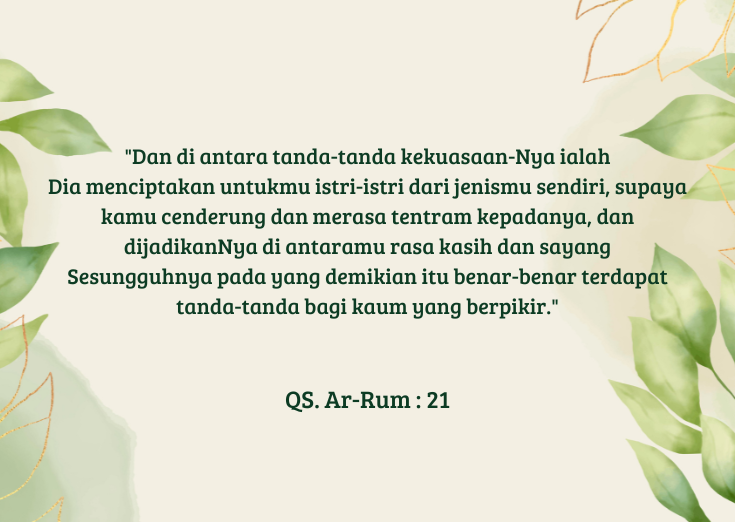 "Dan di antara tanda-tanda kekuasaan-Nya ialah
Dia menciptakan untukmu istri-istri dari jenismu sendiri, supaya
kamu cenderung dan merasa tentram kepadanya, dan
dijadikanNya di antaramu rasa kasih dan sayang
Sesungguhnya pada yang demikian itu benar-benar terdapat
tanda-tanda bagi kaum yang berpikir."
QS. Ar-Rum : 21